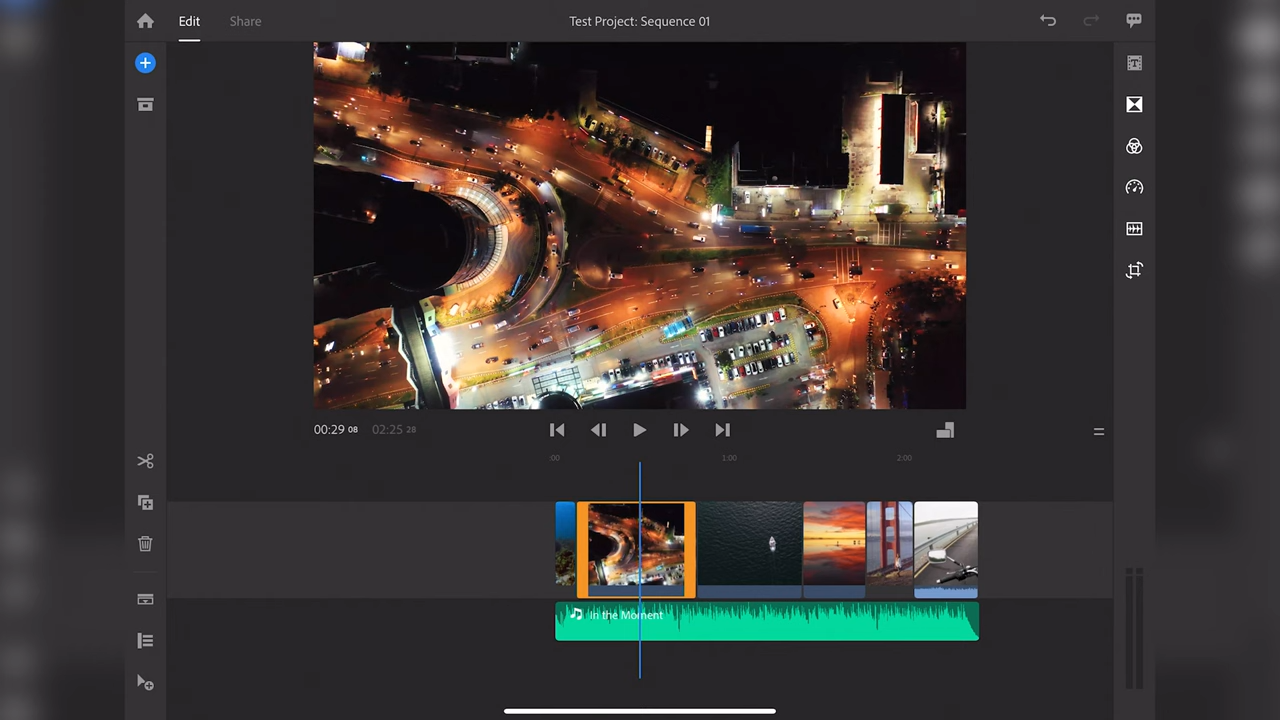 Edit
Share
Test Project: Sequence 01
00:29 08
02:25 28
:00
1:00
2:00
In the Moment